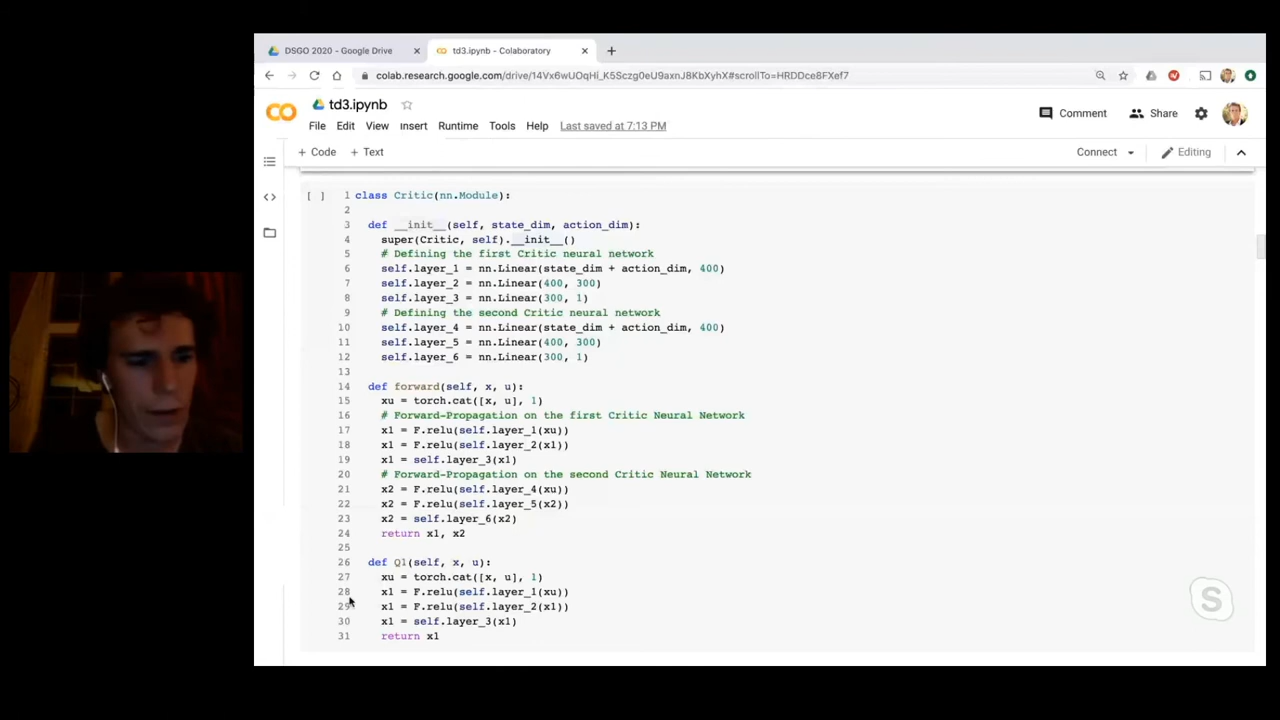 DSGO 2020 - Google Drive
td3.ipynb - Colaboratory
colab.research.google.com/drive/14Vx6wUOqHi_K5Sczg0eU9axnJ8KbXyhX#scrollTo=HRDDce8FXef7
td3.ipynb
Comment
Share
File Edit View Insert Runtime Tools Help Last saved at 7:13 PM
+ Code + Text
Connect
Editing
[ ]
1 class Critic(nn.Module):
2
3 def __init__(self, state_dim, action_dim):
4 super(Critic, self).__init__()
5 # Defining the first Critic neural network
6 self.layer_1 = nn.Linear(state_dim + action_dim, 400)
7 self.layer_2 = nn.Linear(400, 300)
8 self.layer_3 = nn.Linear(300, 1)
9 # Defining the second Critic neural network
10 self.layer_4 = nn.Linear(state_dim + action_dim, 400)
11 self.layer_5 = nn.Linear(400, 300)
12 self.layer_6 = nn.Linear(300, 1)
13
14 def forward(self, x, u):
15 xu = torch.cat([x, u], 1)
16 # Forward-Propagation on the first Critic Neural Network
17 x1 = F.relu(self.layer_1(xu))
18 x1 = F.relu(self.layer_2(x1))
19 x1 = self.layer_3(x1)
20 # Forward-Propagation on the second Critic Neural Network
21 x2 = F.relu(self.layer_4(xu))
22 x2 = F.relu(self.layer_5(x2))
23 x2 = self.layer_6(x2)
24 return x1, x2
25
26 def Q1(self, x, u):
27 xu = torch.cat([x, u], 1)
28 x1 = F.relu(self.layer_1(xu))
29 x1 = F.relu(self.layer_2(x1))
30 x1 = self.layer_3(x1)
31 return x1
S